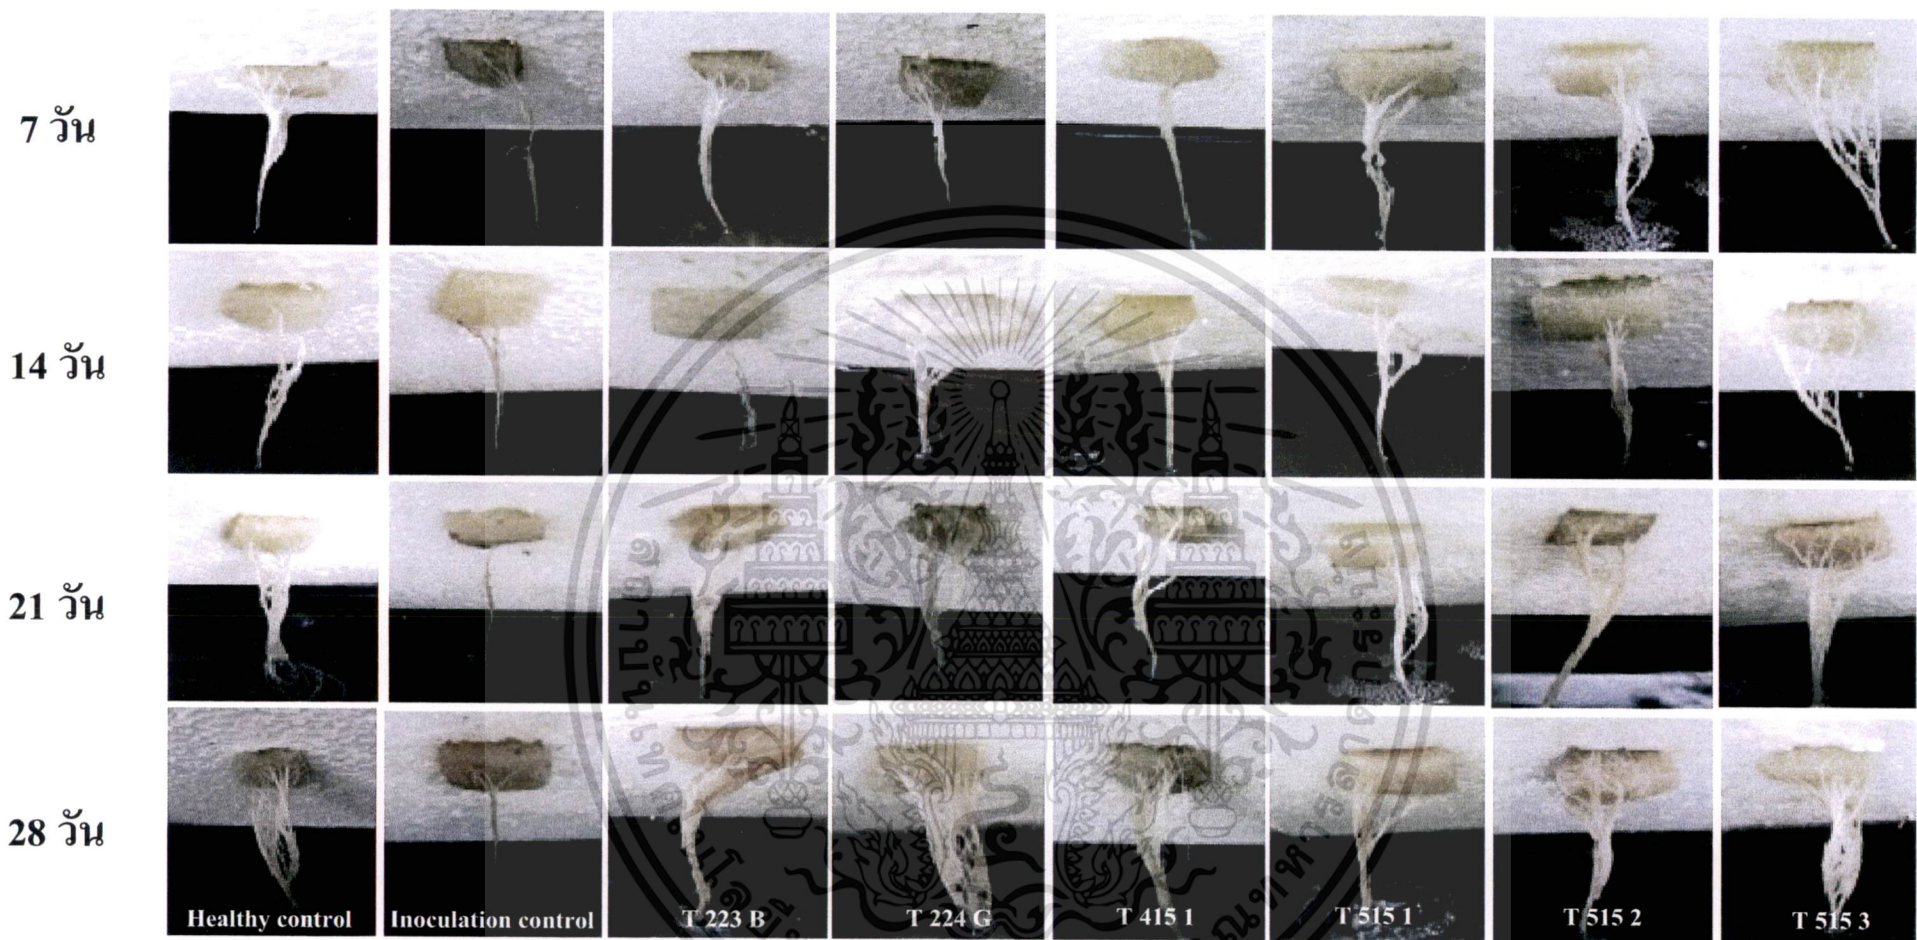 7 วัน
14 วัน
21 วัน
28 วัน
Healthy control Inoculation control T 223 B T 224 G T 415 1 T 515 1 T 515 2 T 515 3